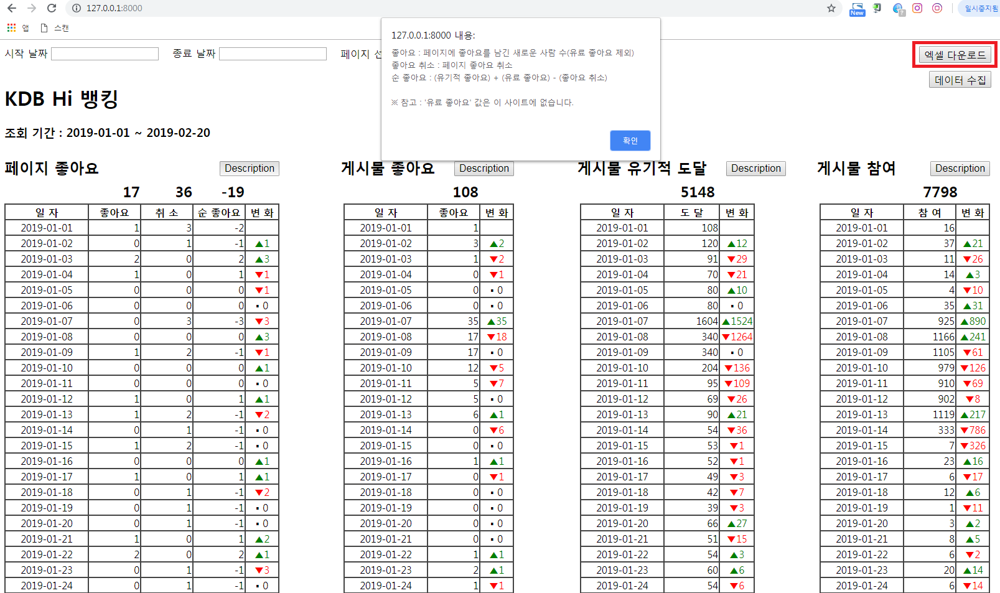 127.0.0.1:8000
New
일시중지됨
앱 스캔
127.0.0.1:8000 내용:
좋아요 : 페이지에 좋아요를 남긴 새로운 사람 수(유료 좋아요 제외)
좋아요 취소 : 페이지 좋아요 취소
순 좋아요 : (유기적 좋아요) + (유료 좋아요) - (좋아요 취소)
※ 참고 : '유료 좋아요' 값은 이 사이트에 없습니다.
확인
시작 날짜 종료 날짜 페이지 선
엑셀 다운로드
데이터 수집
KDB Hi 뱅킹
조회 기간 : 2019-01-01 ~ 2019-02-20
페이지 좋아요 Description
17 36 -19
일 자 좋아요 취 소 순 좋아요 변 화
2019-01-01 1 3 -2
2019-01-02 0 1 -1 ▲1
2019-01-03 2 0 2 ▲3
2019-01-04 1 0 1 ▼1
2019-01-05 0 0 0 ▼1
2019-01-06 0 0 0 ▪ 0
2019-01-07 0 3 -3 ▼3
2019-01-08 0 0 0 ▲3
2019-01-09 1 2 -1 ▼1
2019-01-10 0 0 0 ▲1
2019-01-11 0 0 0 ▪ 0
2019-01-12 1 0 1 ▲1
2019-01-13 1 2 -1 ▼2
2019-01-14 0 1 -1 ▪ 0
2019-01-15 1 2 -1 ▪ 0
2019-01-16 0 0 0 ▲1
2019-01-17 1 0 1 ▲1
2019-01-18 0 1 -1 ▼2
2019-01-19 0 1 -1 ▪ 0
2019-01-20 0 1 -1 ▪ 0
2019-01-21 1 0 1 ▲2
2019-01-22 2 0 2 ▲1
2019-01-23 0 1 -1 ▼3
2019-01-24 0 1 -1 ▪ 0
게시물 좋아요 Description
108
일 자 좋아요 변 화
2019-01-01 1
2019-01-02 3 ▲2
2019-01-03 1 ▼2
2019-01-04 0 ▼1
2019-01-05 0 ▪ 0
2019-01-06 0 ▪ 0
2019-01-07 35 ▲35
2019-01-08 17 ▼18
2019-01-09 17 ▪ 0
2019-01-10 12 ▼5
2019-01-11 5 ▼7
2019-01-12 5 ▪ 0
2019-01-13 6 ▲1
2019-01-14 0 ▼6
2019-01-15 0 ▪ 0
2019-01-16 1 ▲1
2019-01-17 0 ▼1
2019-01-18 0 ▪ 0
2019-01-19 0 ▪ 0
2019-01-20 0 ▪ 0
2019-01-21 0 ▪ 0
2019-01-22 1 ▲1
2019-01-23 2 ▲1
2019-01-24 1 ▼1
게시물 유기적 도달 Description
5148
일 자 도 달 변 화
2019-01-01 108
2019-01-02 120 ▲12
2019-01-03 91 ▼29
2019-01-04 70 ▼21
2019-01-05 80 ▲10
2019-01-06 80 ▪ 0
2019-01-07 1604 ▲1524
2019-01-08 340 ▼1264
2019-01-09 340 ▪ 0
2019-01-10 204 ▼136
2019-01-11 95 ▼109
2019-01-12 69 ▼26
2019-01-13 90 ▲21
2019-01-14 54 ▼36
2019-01-15 53 ▼1
2019-01-16 52 ▼1
2019-01-17 49 ▼3
2019-01-18 42 ▼7
2019-01-19 39 ▼3
2019-01-20 66 ▲27
2019-01-21 51 ▼15
2019-01-22 54 ▲3
2019-01-23 60 ▲6
2019-01-24 54 ▼6
게시물 참여 Description
7798
일 자 참 여 변 화
2019-01-01 16
2019-01-02 37 ▲21
2019-01-03 11 ▼26
2019-01-04 14 ▲3
2019-01-05 4 ▼10
2019-01-06 35 ▲31
2019-01-07 925 ▲890
2019-01-08 1166 ▲241
2019-01-09 1105 ▼61
2019-01-10 979 ▼126
2019-01-11 910 ▼69
2019-01-12 902 ▼8
2019-01-13 1119 ▲217
2019-01-14 333 ▼786
2019-01-15 7 ▼326
2019-01-16 23 ▲16
2019-01-17 6 ▼17
2019-01-18 12 ▲6
2019-01-19 1 ▼11
2019-01-20 3 ▲2
2019-01-21 8 ▲5
2019-01-22 6 ▼2
2019-01-23 20 ▲14
2019-01-24 6 ▼14